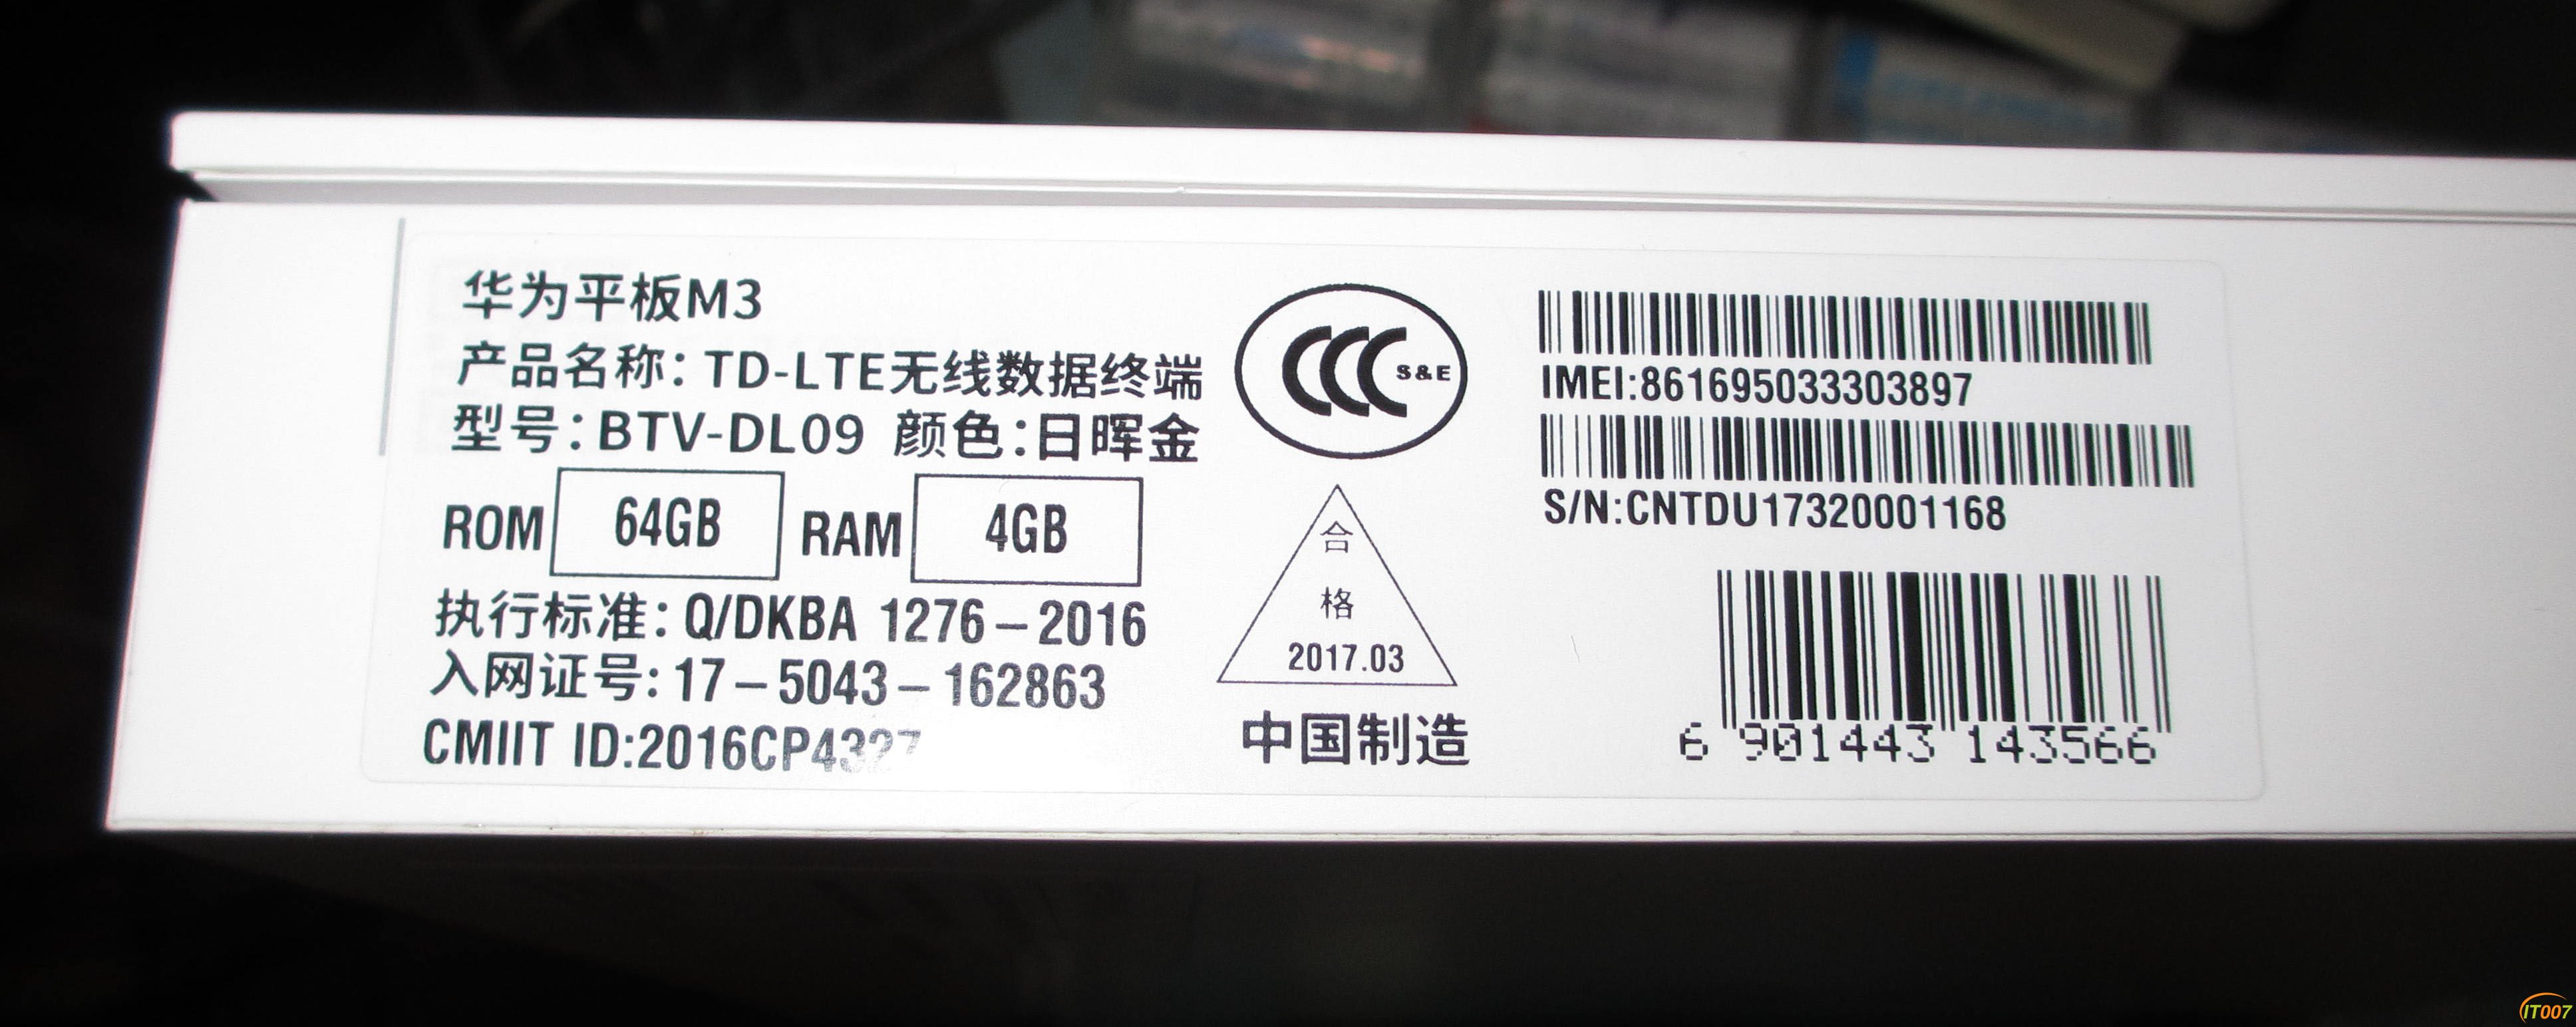 华为平板M3
产品名称：TD-LTE无线数据终端
型号：BTV-DL09 颜色：日晖金
ROM 64GB RAM 4GB
执行标准：Q/DKBA 1276-2016
入网证号：17-5043-162863
CMIIT ID:2016CP4327
CCC S&E
合
格
2017.03
中国制造
IMEI:861695033303897
S/N:CNTDU17320001168
6 901443 143566
IT007